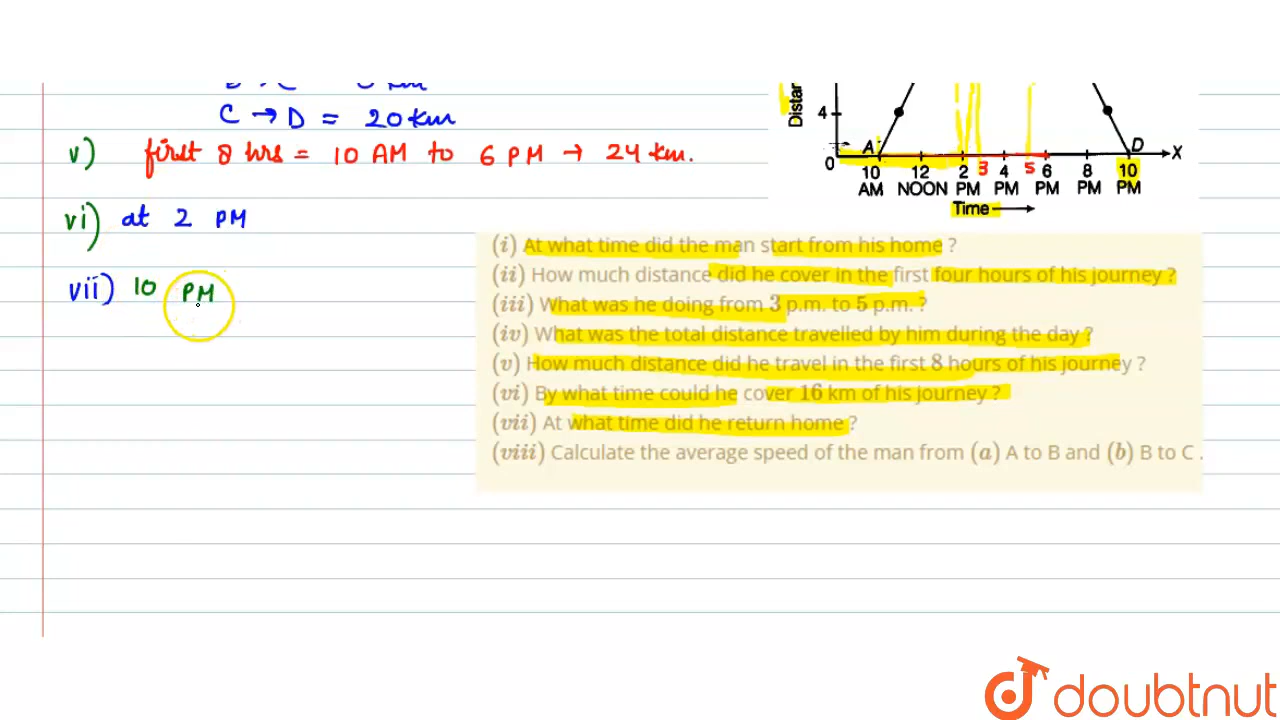 C → D = 20 km
v) first 8 hrs = 10 AM to 6 PM → 24 km.
vi) at 2 PM
vii) 10 PM
Distan
4
A
D
X
0
10 12 2 3 4 5 6 8 10
AM NOON PM PM PM PM PM
Time →
(i) At what time did the man start from his home ?
(ii) How much distance did he cover in the first four hours of his journey ?
(iii) What was he doing from 3 p.m. to 5 p.m. ?
(iv) What was the total distance travelled by him during the day ?
(v) How much distance did he travel in the first 8 hours of his journey ?
(vi) By what time could he cover 16 km of his journey ?
(vii) At what time did he return home ?
(viii) Calculate the average speed of the man from (a) A to B and (b) B to C .
doubtnut